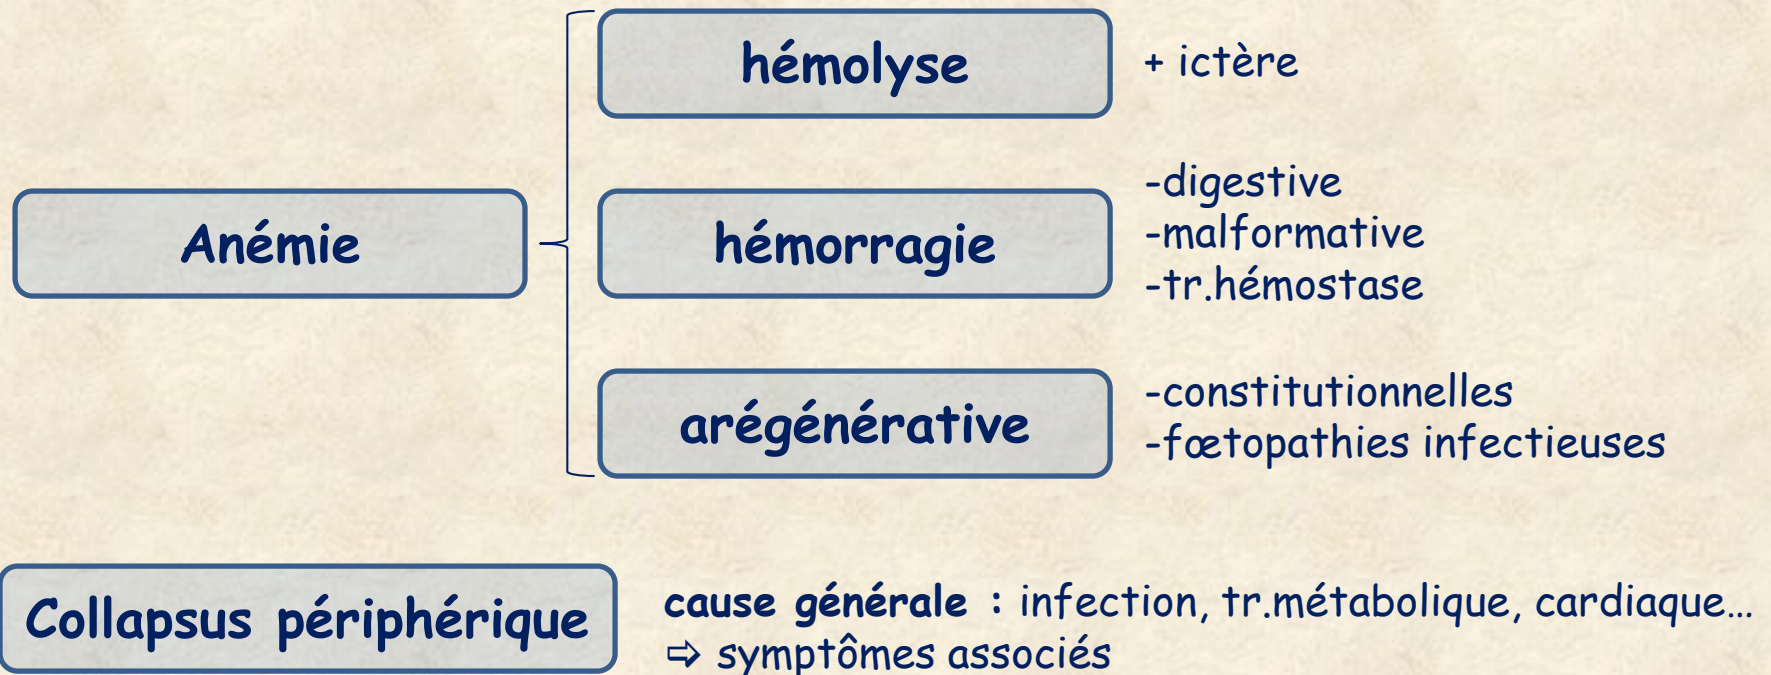 hémolyse
+ ictère
Anémie
hémorragie
-digestive
-malformative
-tr.hémostase
arégénérative
-constitutionnelles
-fœtopathies infectieuses
Collapsus périphérique
cause générale : infection, tr.métabolique, cardiaque...
⇨ symptômes associés